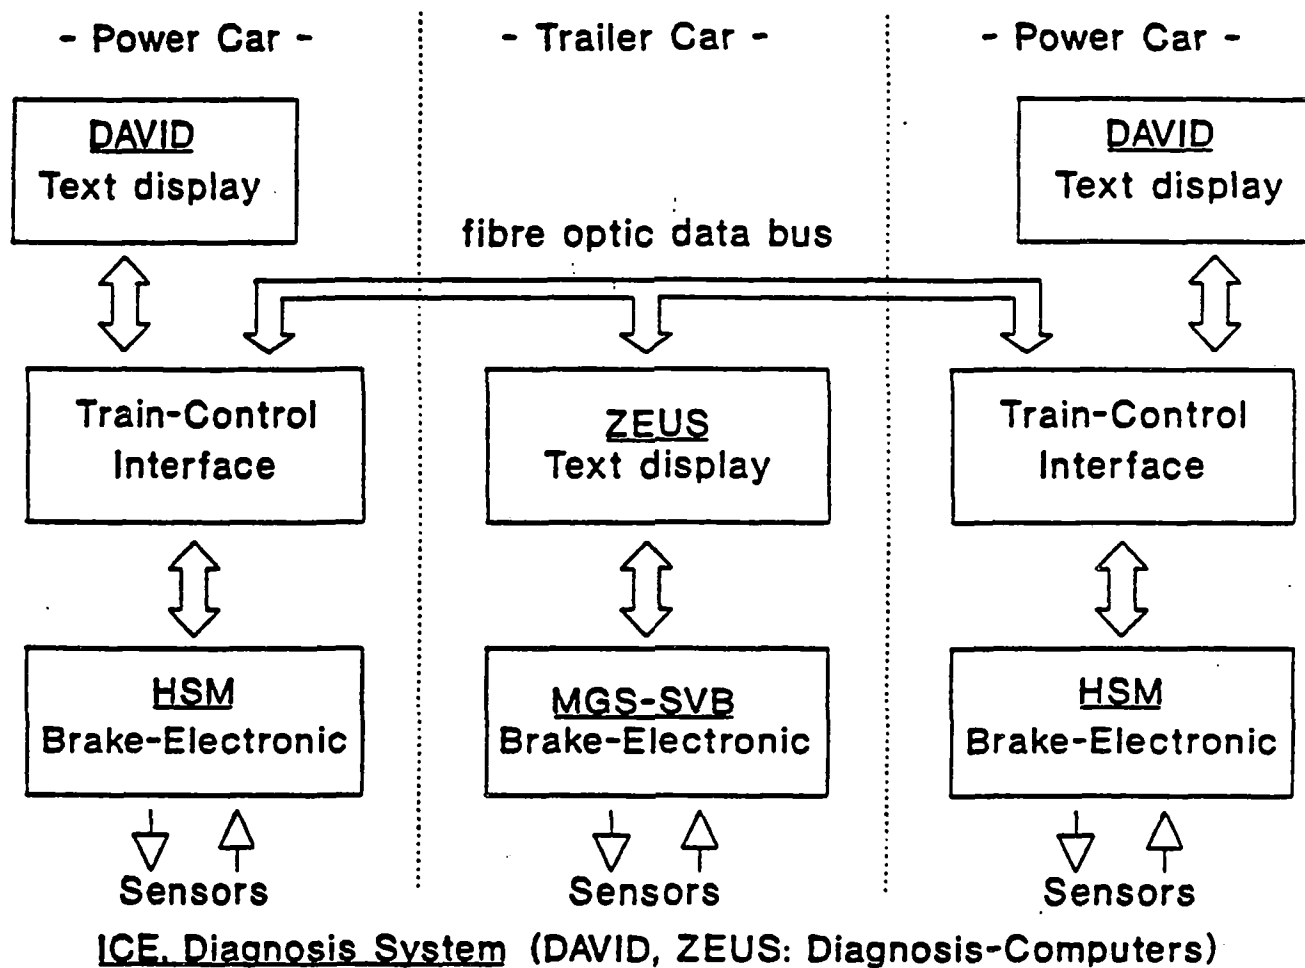 - Power Car -
- Trailer Car -
- Power Car -
DAVID
Text display
DAVID
Text display
fibre optic data bus
Train-Control
Interface
ZEUS
Text display
Train-Control
Interface
HSM
Brake-Electronic
MGS-SVB
Brake-Electronic
HSM
Brake-Electronic
Sensors
Sensors
Sensors
ICE. Diagnosis System (DAVID, ZEUS: Diagnosis-Computers)